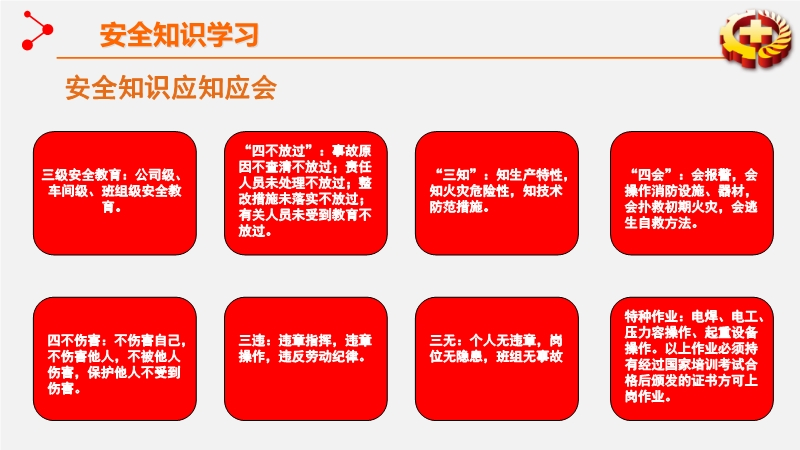 安全知识学习
安全知识应知应会
三级安全教育：公司级、
车间级、班组级安全教
育。
“四不放过”：事故原
因不查清不放过；责任
人员未处理不放过；整
改措施未落实不放过；
有关人员未受到教育不
放过。
“三知”：知生产特性，
知火灾危险性，知技术
防范措施。
“四会”：会报警，会
操作消防设施、器材，
会扑救初期火灾，会逃
生自救方法。
四不伤害：不伤害自己，
不伤害他人，不被他人
伤害，保护他人不受到
伤害。
三违：违章指挥，违章
操作，违反劳动纪律。
三无：个人无违章，岗
位无隐患，班组无事故
特种作业：电焊、电工、
压力容操作、起重设备
操作。以上作业必须持
有经过国家培训考试合
格后颁发的证书方可上
岗作业。